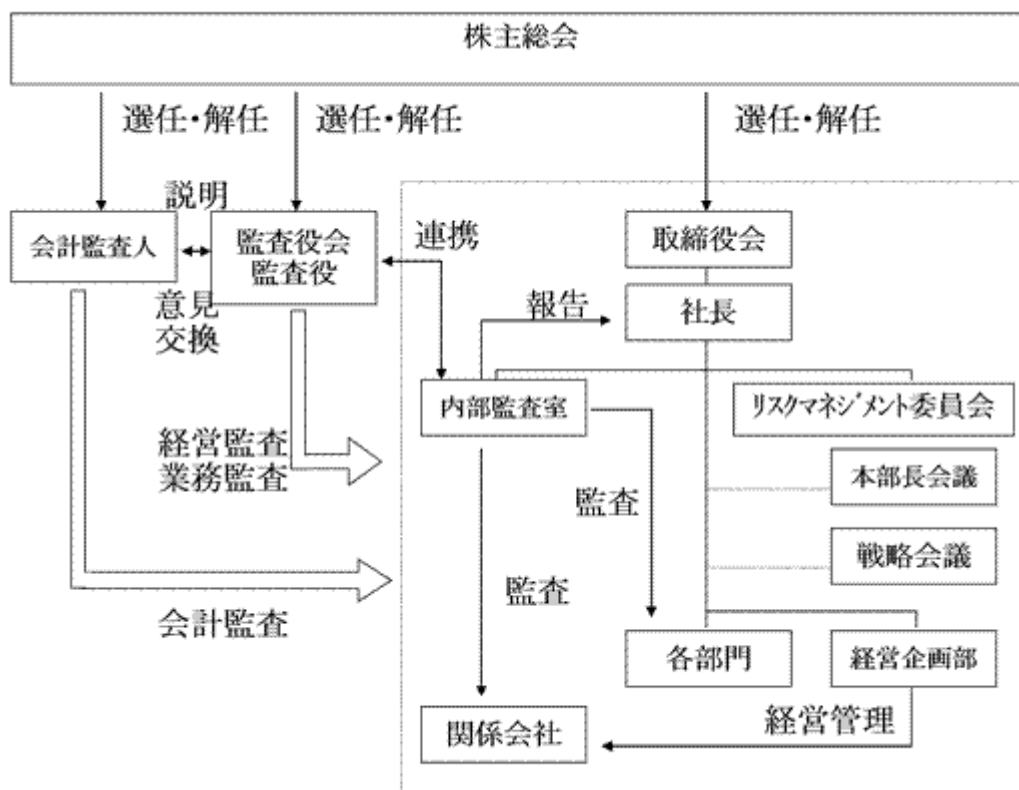 株主総会
選任・解任
選任・解任
選任・解任
説明
会計監査人
監査役会
監査役
連携
取締役会
意見
交換
報告
社長
内部監査室
ﾘｽｸﾏﾈｼﾞﾒﾝﾄ委員会
経営監査
業務監査
本部長会議
監査
戦略会議
監査
会計監査
各部門
経営企画部
関係会社
経営管理